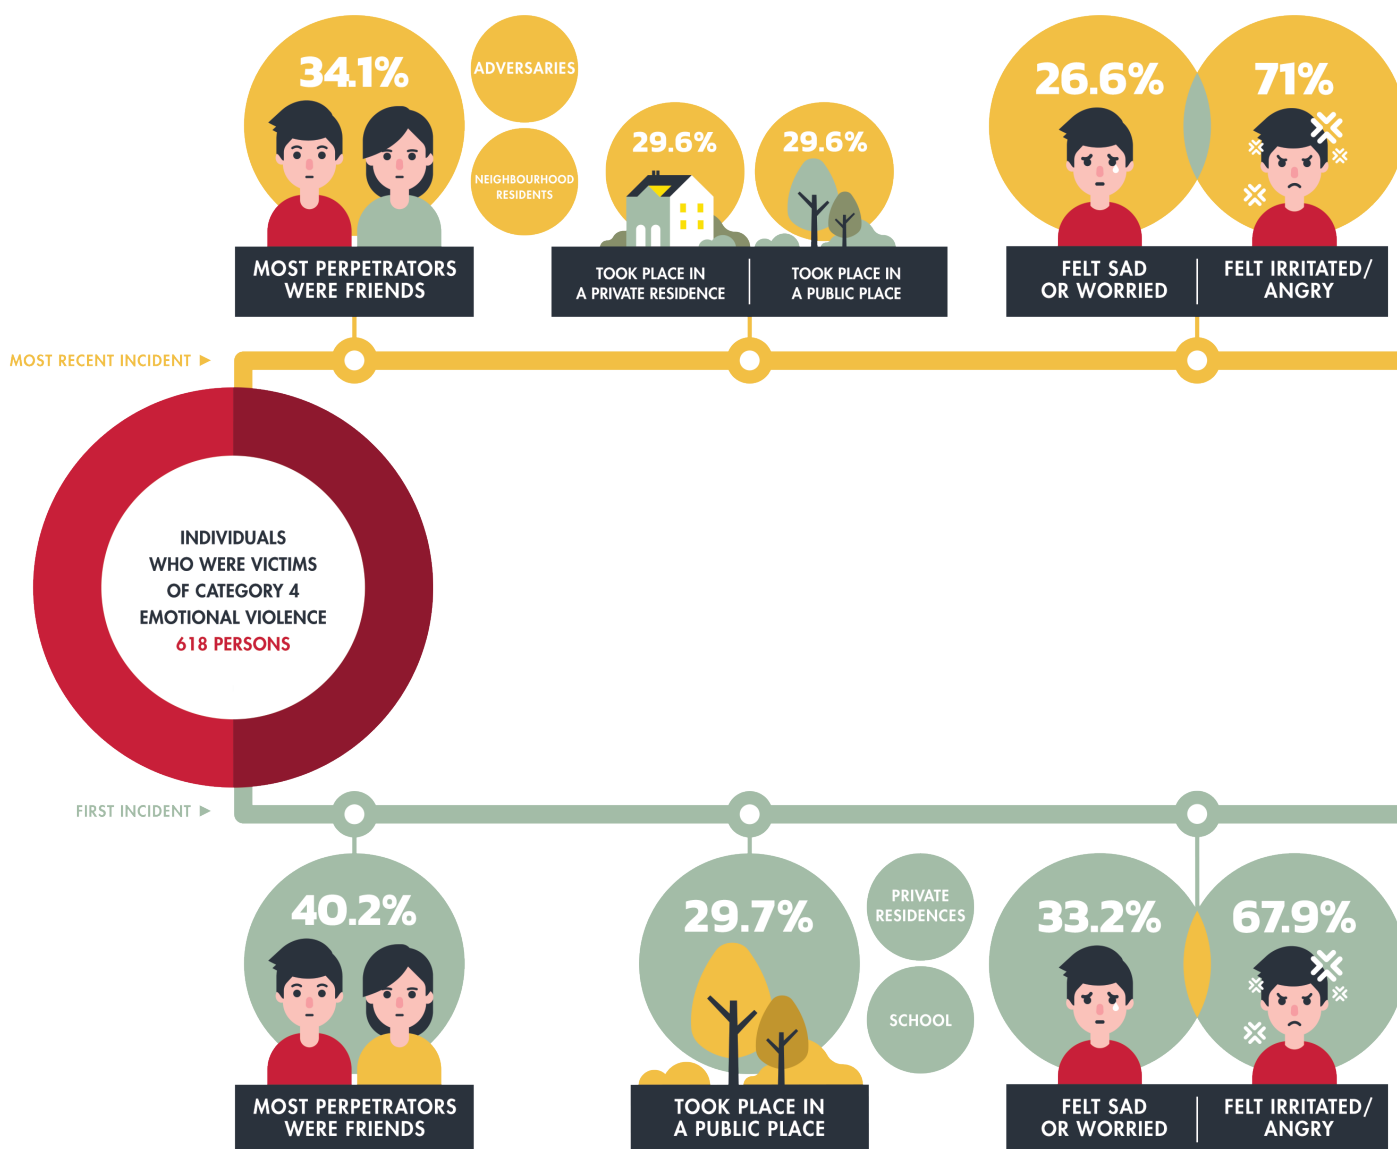 34.1%
ADVERSARIES
NEIGHBOURHOOD
RESIDENTS
MOST PERPETRATORS
WERE FRIENDS
29.6%
29.6%
TOOK PLACE IN
A PRIVATE RESIDENCE
TOOK PLACE IN
A PUBLIC PLACE
26.6%
71%
FELT SAD
OR WORRIED
FELT IRRITATED/
ANGRY
MOST RECENT INCIDENT ►
INDIVIDUALS
WHO WERE VICTIMS
OF CATEGORY 4
EMOTIONAL VIOLENCE
618 PERSONS
FIRST INCIDENT ►
40.2%
MOST PERPETRATORS
WERE FRIENDS
29.7%
PRIVATE
RESIDENCES
SCHOOL
TOOK PLACE IN
A PUBLIC PLACE
33.2%
67.9%
FELT SAD
OR WORRIED
FELT IRRITATED/
ANGRY